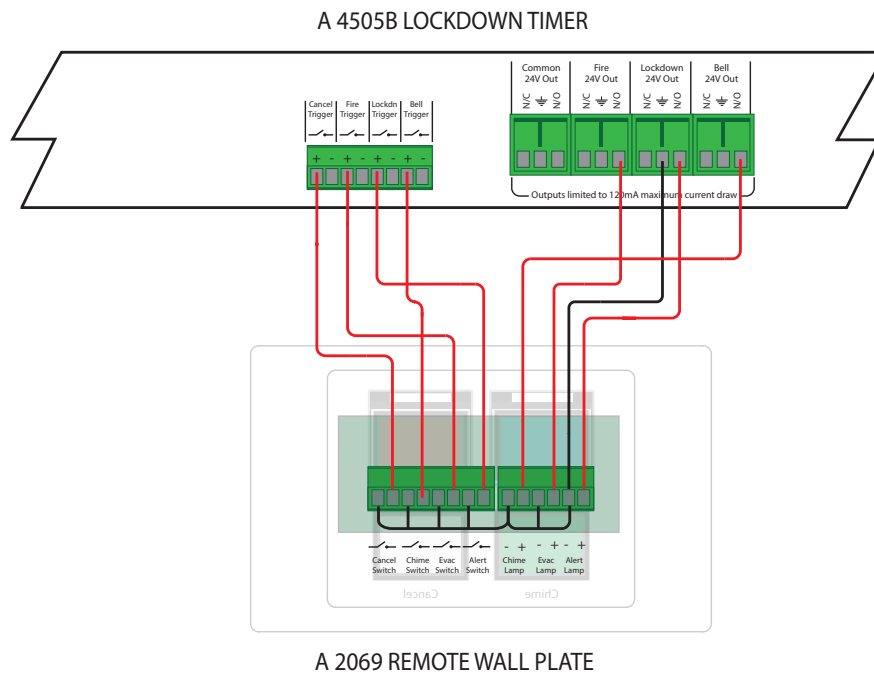 A 4505B LOCKDOWN TIMER
Common Fire Lockdown Bell
24V Out 24V Out 24V Out 24V Out
N/C N/O N/C N/O N/C N/O N/C N/O
Cancel Fire Lockdn Bell
Trigger Trigger Trigger Trigger
+ - + - + - + -
Outputs limited to 120mA maximum current draw
- + - + - +
Cancel Chime Evac Alert Chime Evac Alert
Switch Switch Switch Switch Lamp Lamp Lamp
Cancel Chime
A 2069 REMOTE WALL PLATE